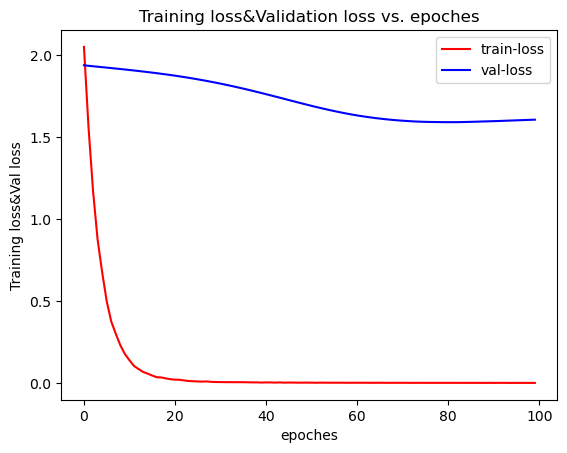 Training loss&Validation loss vs. epoches
train-loss
val-loss
Training loss&Val loss
2.0
1.5
1.0
0.5
0.0
0 20 40 60 80 100
epoches